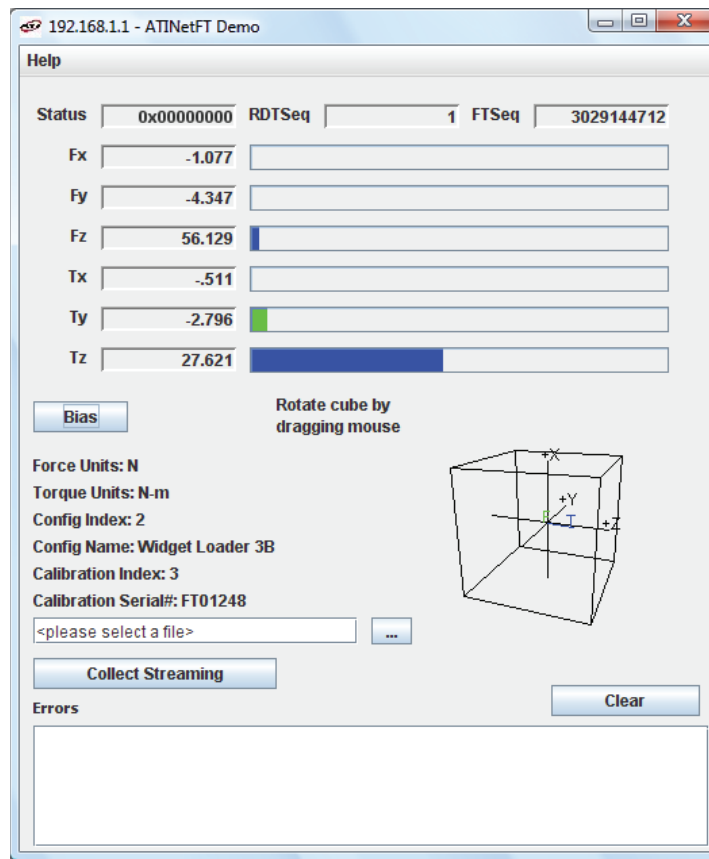 192.168.1.1 - ATINetFT Demo
Help
Status 0x00000000 RDTSeq 1 FTSeq 3029144712
Fx -1.077
Fy -4.347
Fz 56.129
Tx -.511
Ty -2.796
Tz 27.621
Bias
Rotate cube by
dragging mouse
Force Units: N
Torque Units: N-m
Config Index: 2
Config Name: Widget Loader 3B
Calibration Index: 3
Calibration Serial#: FT01248
+X
+Y
F
T
+Z
<please select a file> ...
Collect Streaming
Clear
Errors